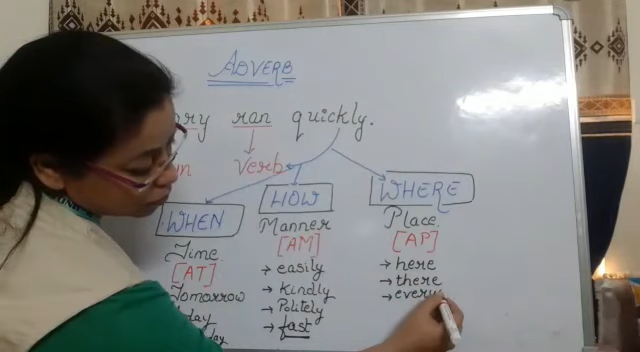 ADVERB
ran quickly.
Verb
WHEN HOW WHERE
Time Manner Place
[AT] [AM] [AP]
Tomorrow → easily → here
→ Kindly → there
→ Politely → every
→ fast